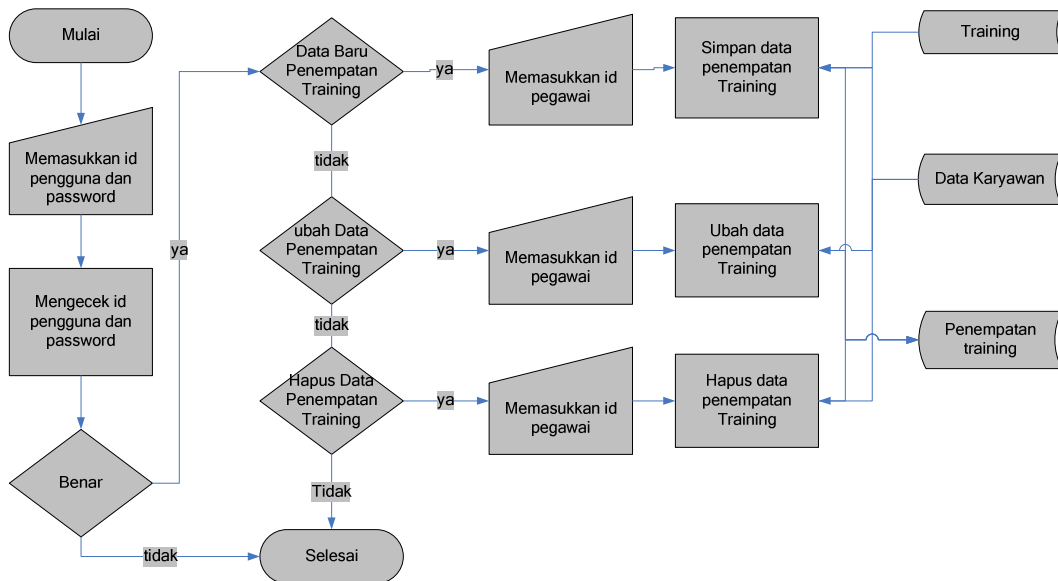 Mulai
Memasukkan id
pengguna dan
password
Mengecek id
pengguna dan
password
Benar
ya
tidak
Data Baru
Penempatan
Training
ya
Memasukkan id
pegawai
Simpan data
penempatan
Training
tidak
ubah Data
Penempatan
Training
ya
Memasukkan id
pegawai
Ubah data
penempatan
Training
tidak
Hapus Data
Penempatan
Training
ya
Memasukkan id
pegawai
Hapus data
penempatan
Training
Tidak
Selesai
Training
Data Karyawan
Penempatan
training